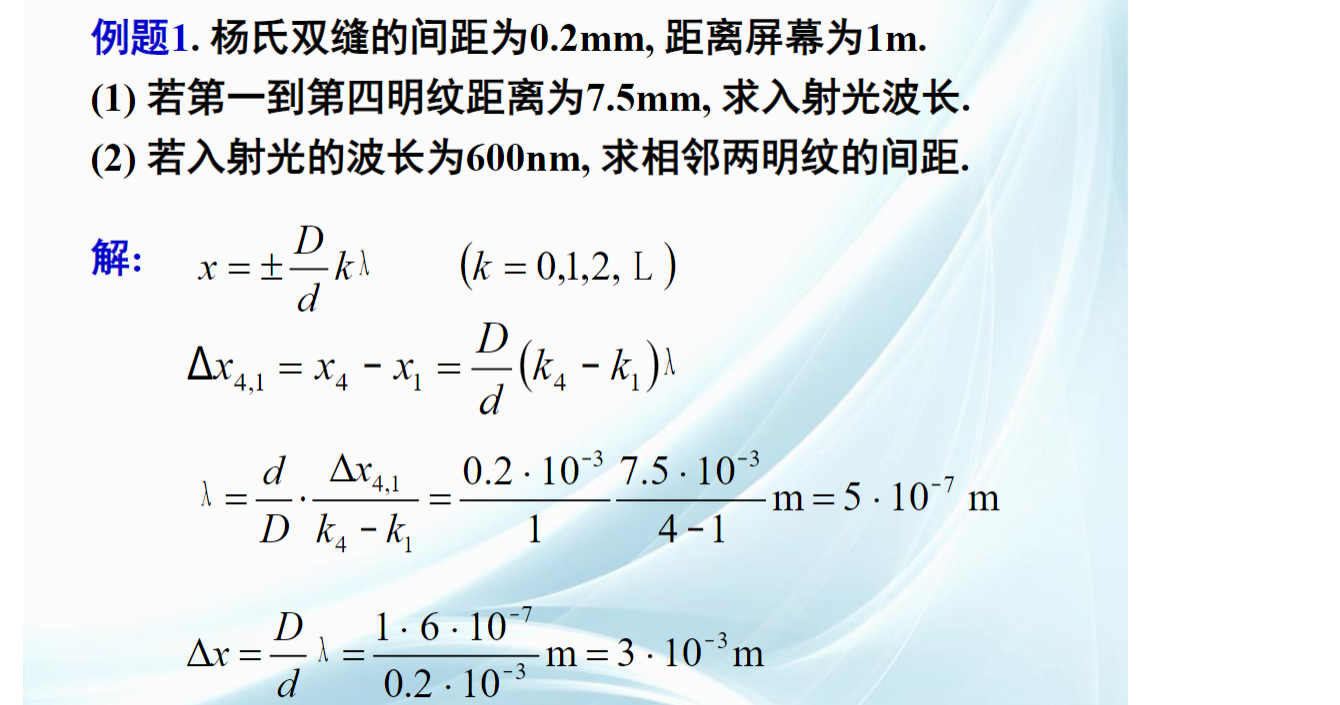 例题1. 杨氏双缝的间距为0.2mm, 距离屏幕为1m.
(1) 若第一到第四明纹距离为7.5mm, 求入射光波长.
(2) 若入射光的波长为600nm, 求相邻两明纹的间距.
解: x = ± D/d kλ (k = 0,1,2, L )
Δx₄,₁ = x₄ − x₁ = D/d (k₄ − k₁)λ
λ = d/D · Δx₄,₁/(k₄ − k₁) = 0.2 · 10⁻³/1 7.5 · 10⁻³/(4 − 1) m = 5 · 10⁻⁷ m
Δx = D/d λ = 1 · 6 · 10⁻⁷/(0.2 · 10⁻³) m = 3 · 10⁻³ m